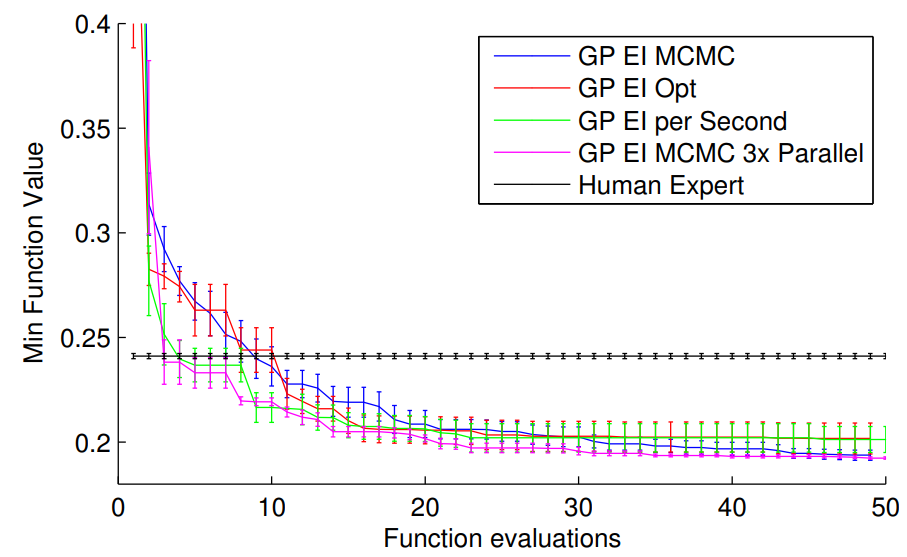 0.4
0.35
0.3
0.25
0.2
Min Function Value
GP EI MCMC
GP EI Opt
GP EI per Second
GP EI MCMC 3x Parallel
Human Expert
0 10 20 30 40 50
Function evaluations